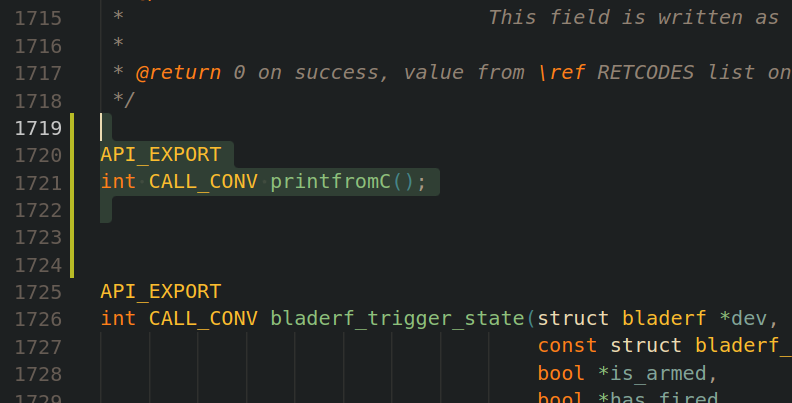 1715 * This field is written as
1716 *
1717 * @return 0 on success, value from \ref RETCODES list on
1718 */
1719
1720 API_EXPORT
1721 int CALL_CONV printfromC();
1722
1723
1724
1725 API_EXPORT
1726 int CALL_CONV bladerf_trigger_state(struct bladerf *dev,
1727 const struct bladerf_
1728 bool *is_armed,
1729 bool *has_fired